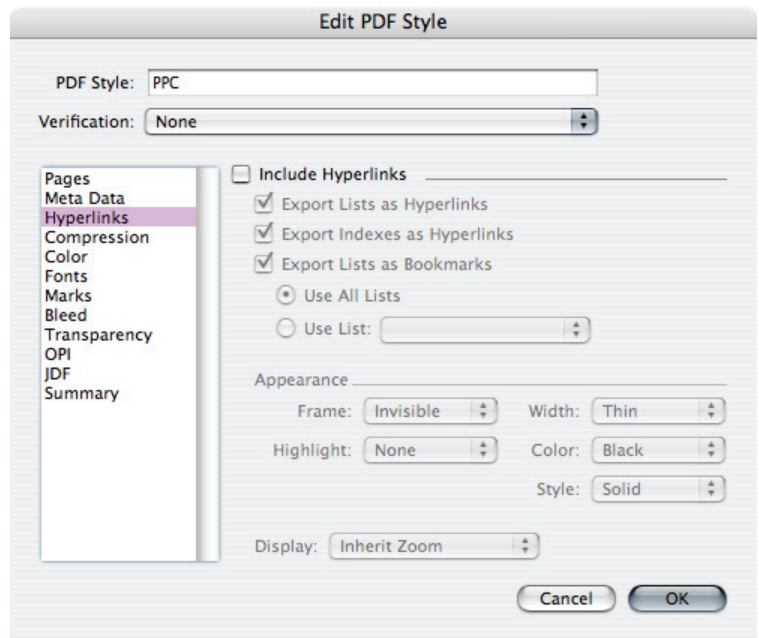 Edit PDF Style
PDF Style: PPC
Verification: None
Pages
Meta Data
Hyperlinks
Compression
Color
Fonts
Marks
Bleed
Transparency
OPI
JDF
Summary
Include Hyperlinks
Export Lists as Hyperlinks
Export Indexes as Hyperlinks
Export Lists as Bookmarks
Use All Lists
Use List:
Appearance
Frame: Invisible Width: Thin
Highlight: None Color: Black
Style: Solid
Display: Inherit Zoom
Cancel OK